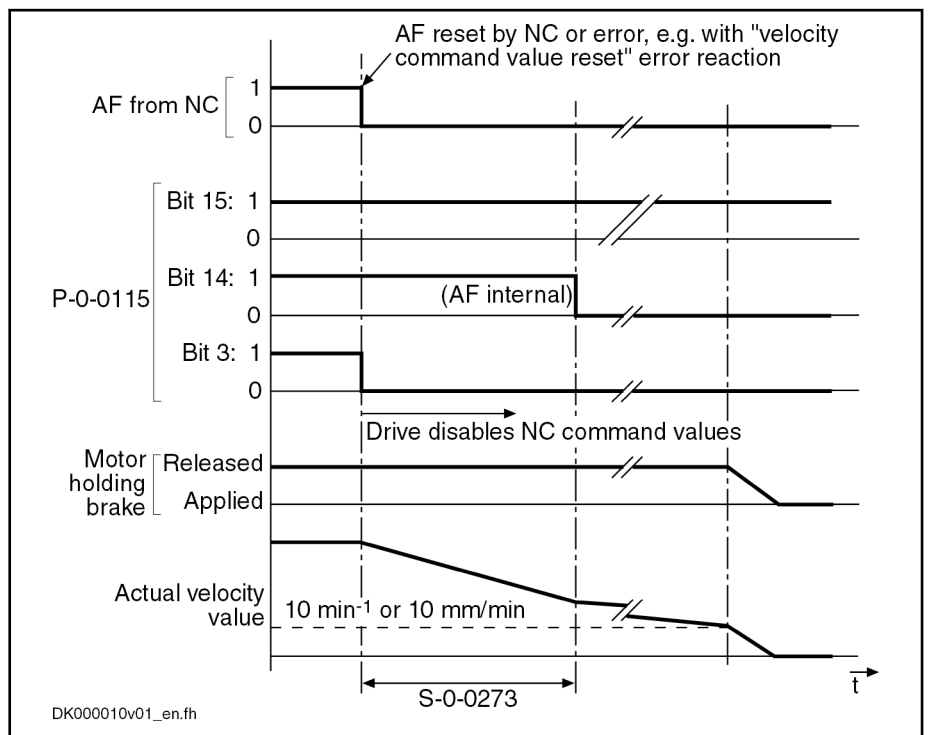 AF reset by NC or error, e.g. with "velocity
command value reset" error reaction
AF from NC
1
0
P-0-0115
Bit 15: 1
0
Bit 14: 1
(AF internal)
0
Bit 3: 1
0
Drive disables NC command values
Motor
holding
brake
Released
Applied
Actual velocity
value
10 min-1 or 10 mm/min
t
S-0-0273
DK000010v01_en.fh